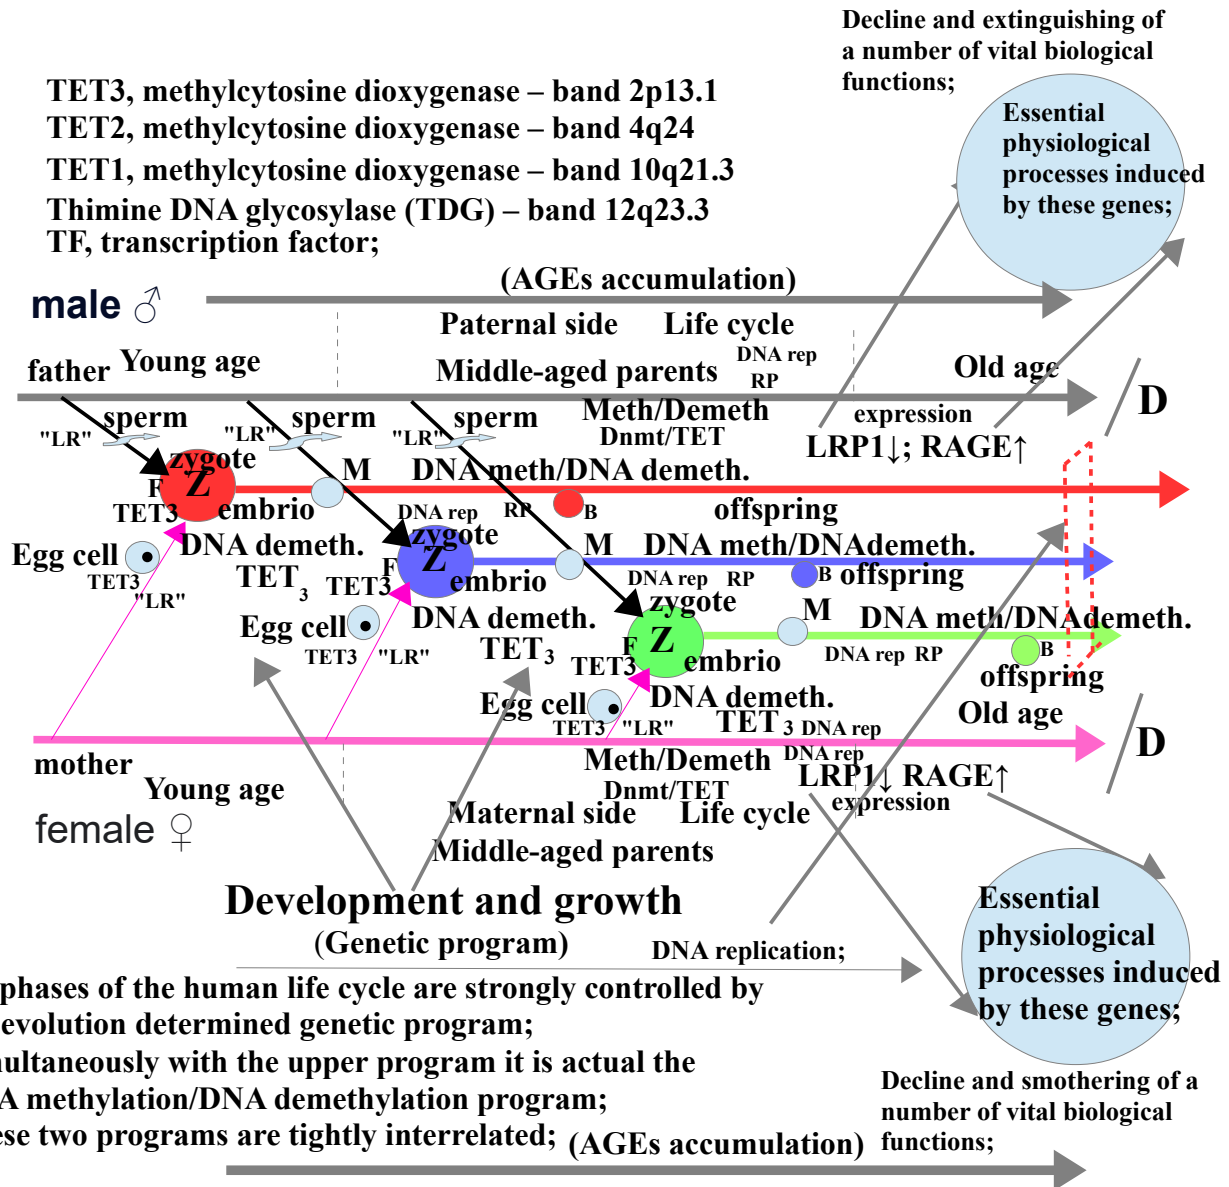 Decline and extinguishing of
a number of vital biological
functions;
TET3, methylcytosine dioxygenase – band 2p13.1
TET2, methylcytosine dioxygenase – band 4q24
TET1, methylcytosine dioxygenase – band 10q21.3
Thimine DNA glycosylase (TDG) – band 12q23.3
TF, transcription factor;
Essential
physiological
processes induced
by these genes;
(AGEs accumulation)
male ♂
Paternal side Life cycle
father Young age
Middle-aged parents
DNA rep
RP
Old age
D
sperm
sperm
sperm
"LR"
"LR"
"LR"
Meth/Demeth
Dnmt/TET
expression
LRP1↓; RAGE↑
zygote
Z
F
TET3
embrio
M
DNA meth/DNA demeth.
RP
B
offspring
Egg cell
TET3
"LR"
DNA demeth.
TET3
DNA rep
zygote
Z
F
TET3
embrio
M
DNA meth/DNAdemeth.
DNA rep RP
B offspring
Egg cell
TET3 "LR"
DNA demeth.
TET3
zygote
Z
F
TET3
embrio
M
DNA meth/DNAdemeth.
DNA rep RP
B
offspring
Egg cell
TET3 "LR"
DNA demeth.
TET3 DNA rep
Old age
D
mother
Young age
female ♀
Meth/Demeth
Dnmt/TET
DNA rep
LRP1↓ RAGE↑
expression
Maternal side Life cycle
Middle-aged parents
Development and growth
(Genetic program)
DNA replication;
phases of the human life cycle are strongly controlled by
evolution determined genetic program;
ultaneously with the upper program it is actual the
A methylation/DNA demethylation program;
ese two programs are tightly interrelated;
(AGEs accumulation)
Essential
physiological
processes induced
by these genes;
Decline and smothering of a
number of vital biological
functions;